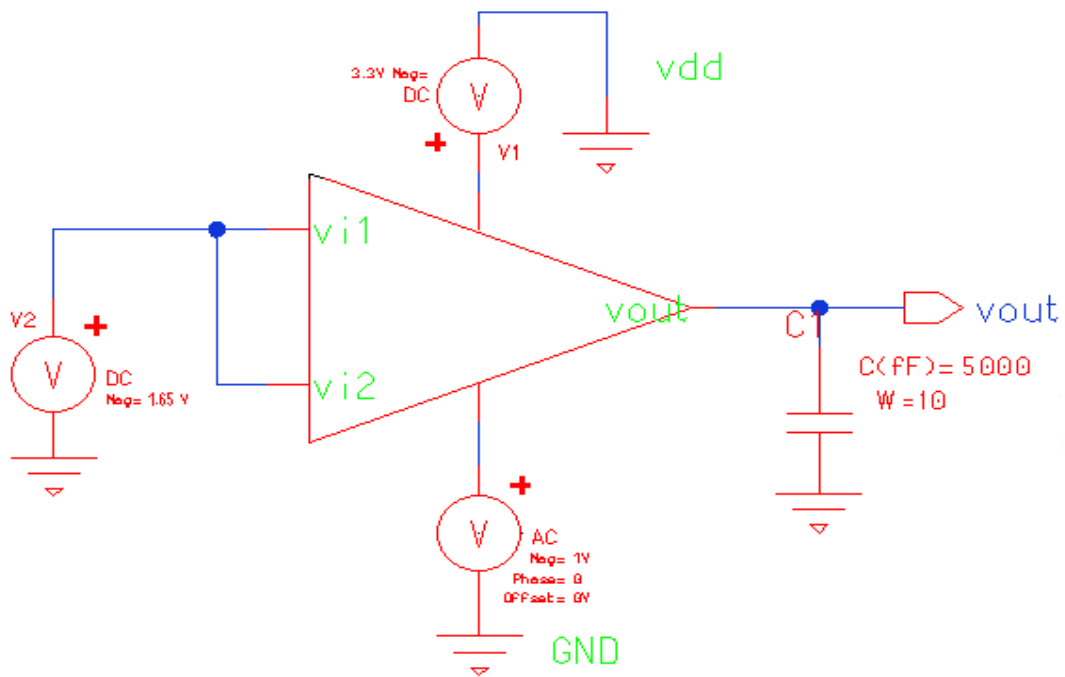 3.3V Mag=
DC
V
+
V1
vdd
vi1
V2
+
V
DC
Mag= 1.65 V
vi2
vout
C1
vout
C(fF)= 5000
W =10
+
V
AC
Mag= 1V
Phase= 0
Offset= 0V
GND